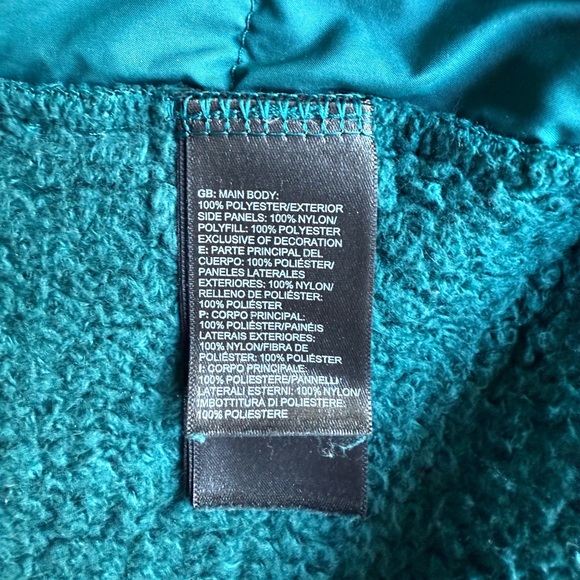 GB: MAIN BODY:
100% POLYESTER/EXTERIOR
SIDE PANELS: 100% NYLON/
POLYFILL: 100% POLYESTER
EXCLUSIVE OF DECORATION
E: PARTE PRINCIPAL DEL
CUERPO: 100% POLIÉSTER/
PANELES LATERALES
EXTERIORES: 100% NYLON/
RELLENO DE POLIÉSTER:
100% POLIÉSTER
P: CORPO PRINCIPAL:
100% POLIÉSTER/PAINÉIS
LATERAIS EXTERIORES:
100% NYLON/FIBRA DE
POLIÉSTER: 100% POLIÉSTER
I: CORPO PRINCIPALE:
100% POLIESTERE/PANNELLI
LATERALI ESTERNI: 100% NYLON/
IMBOTTITURA DI POLIESTERE:
100% POLIESTERE